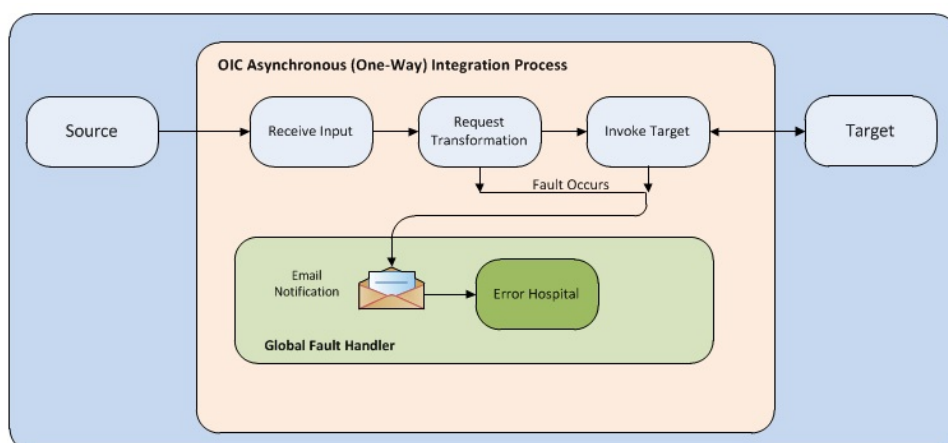 OIC Asynchronous (One-Way) Integration Process
Source
Receive Input
Request
Transformation
Invoke Target
Target
Fault Occurs
Email
Notification
Error Hospital
Global Fault Handler